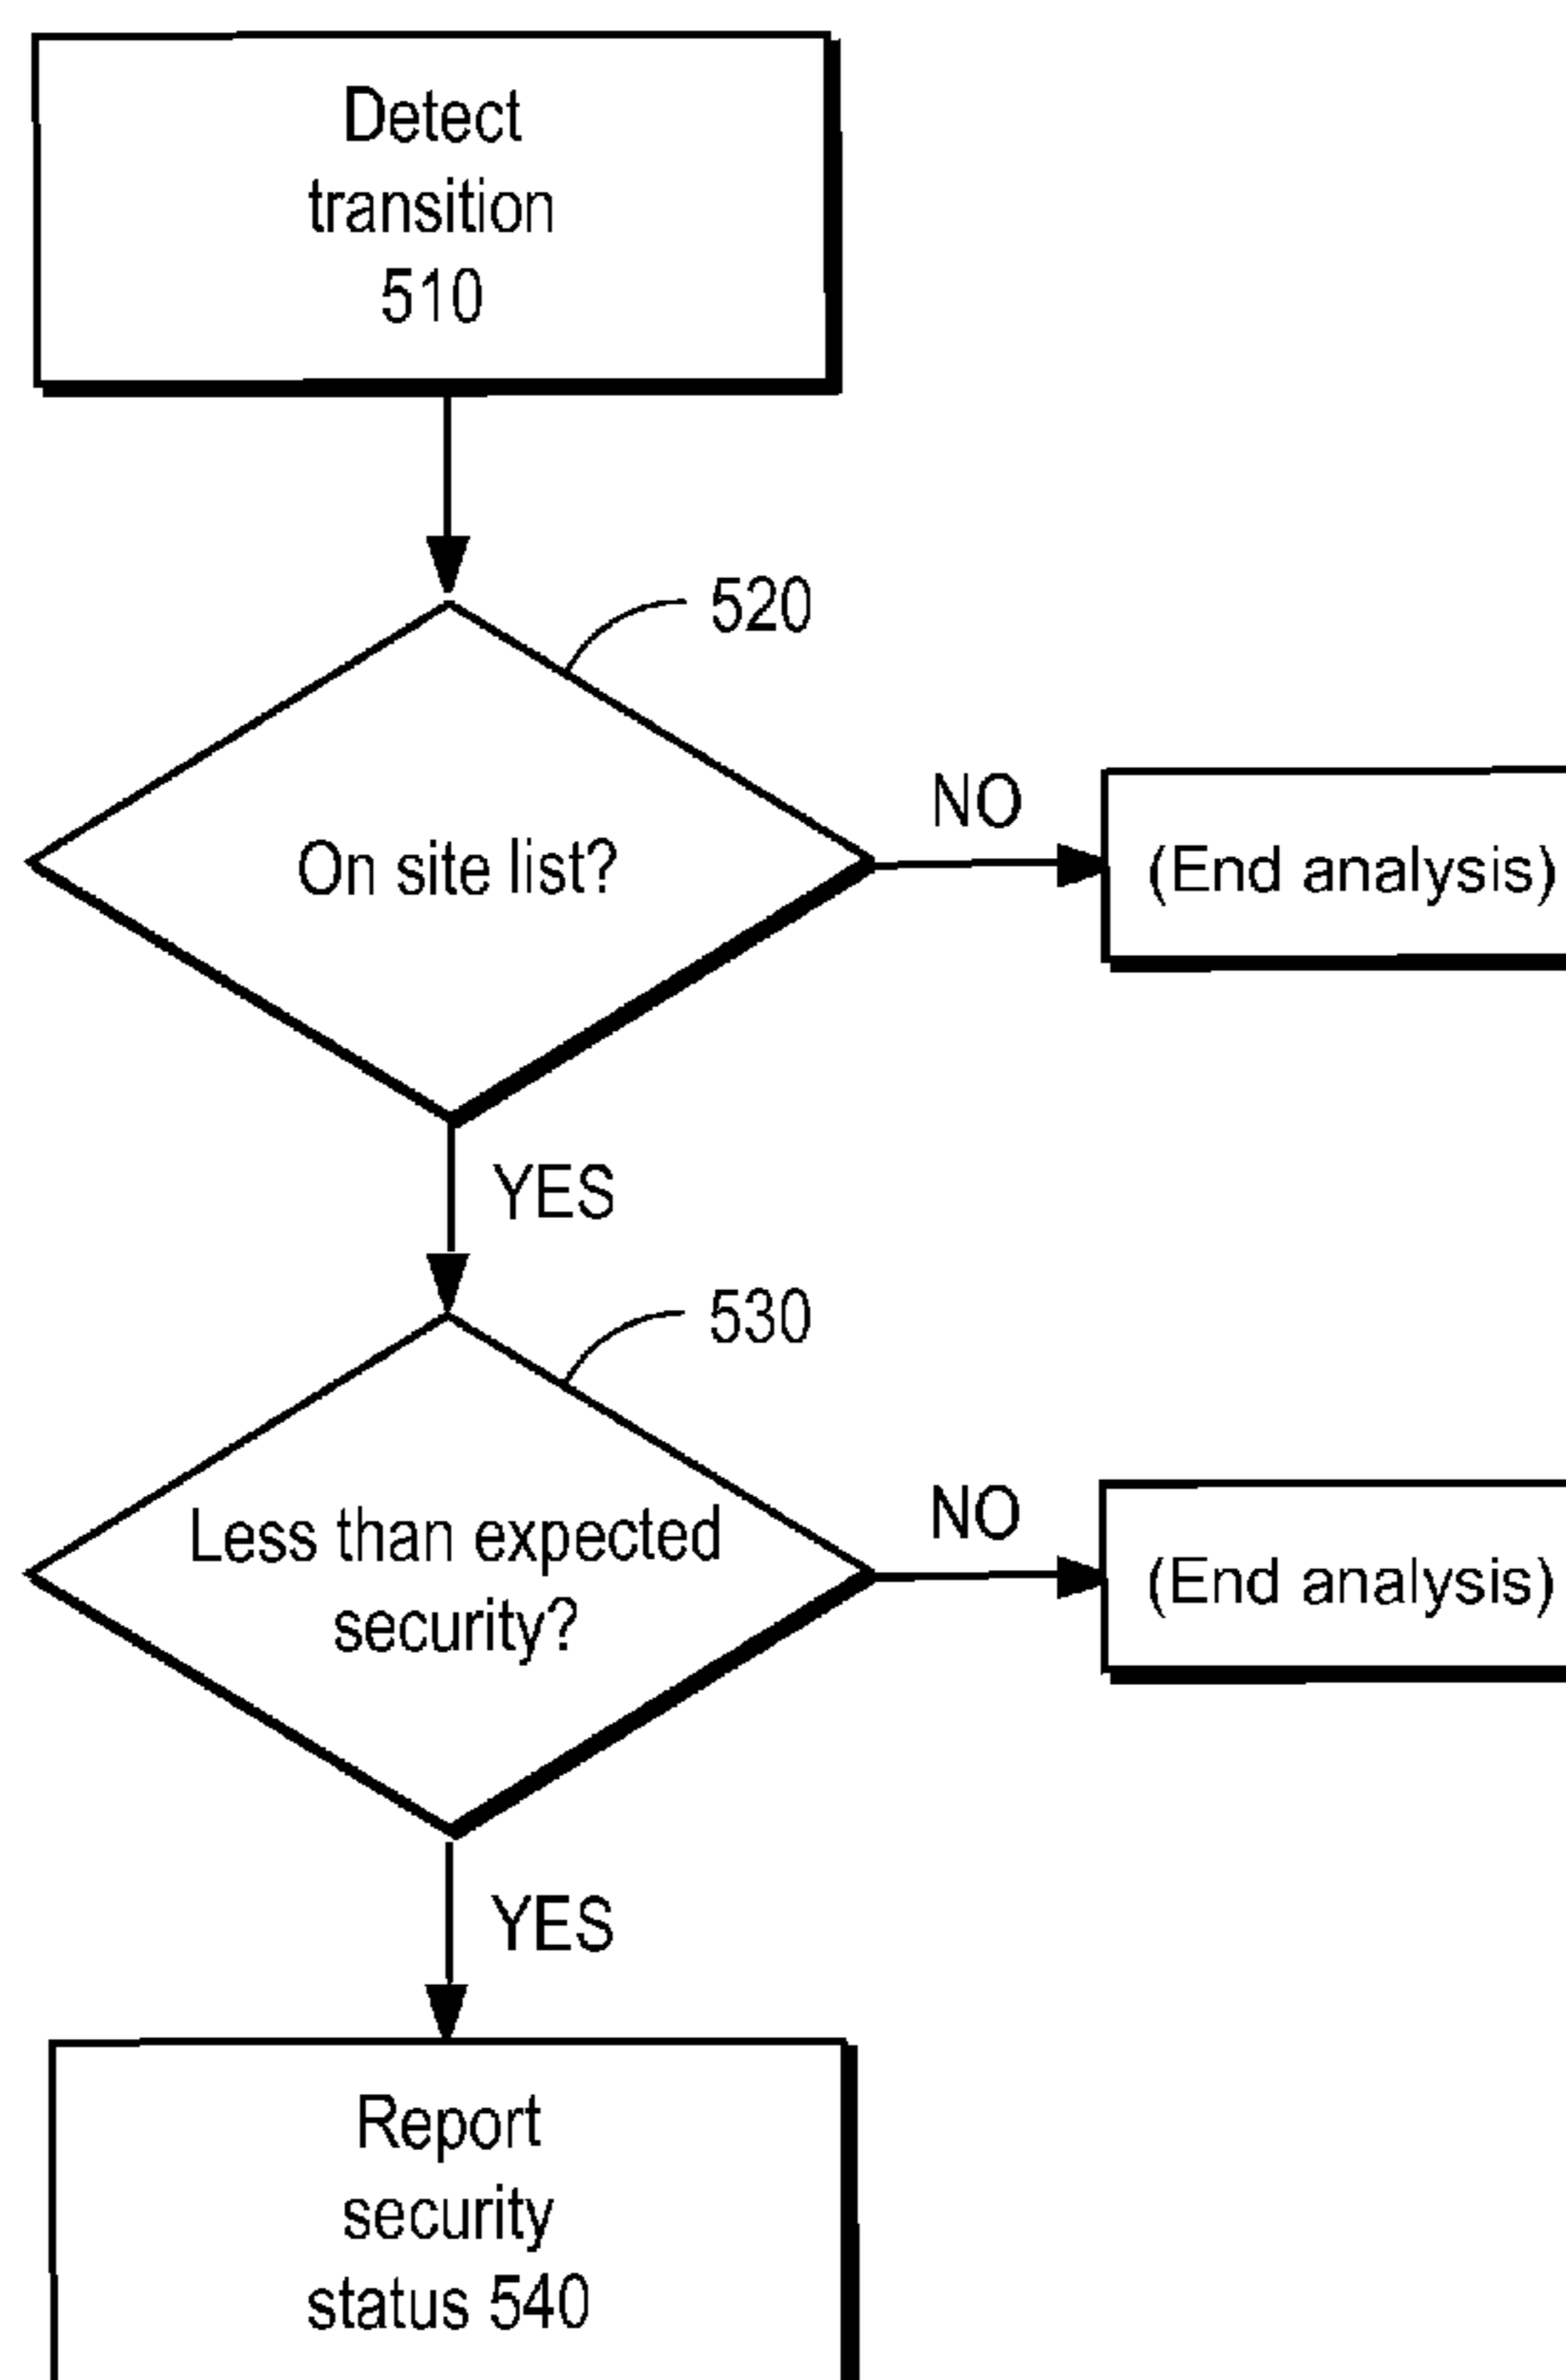 Detect
transition
510
520
On site list?
NO
(End analysis)
YES
530
Less than expected
security?
NO
(End analysis)
YES
Report
security
status 540